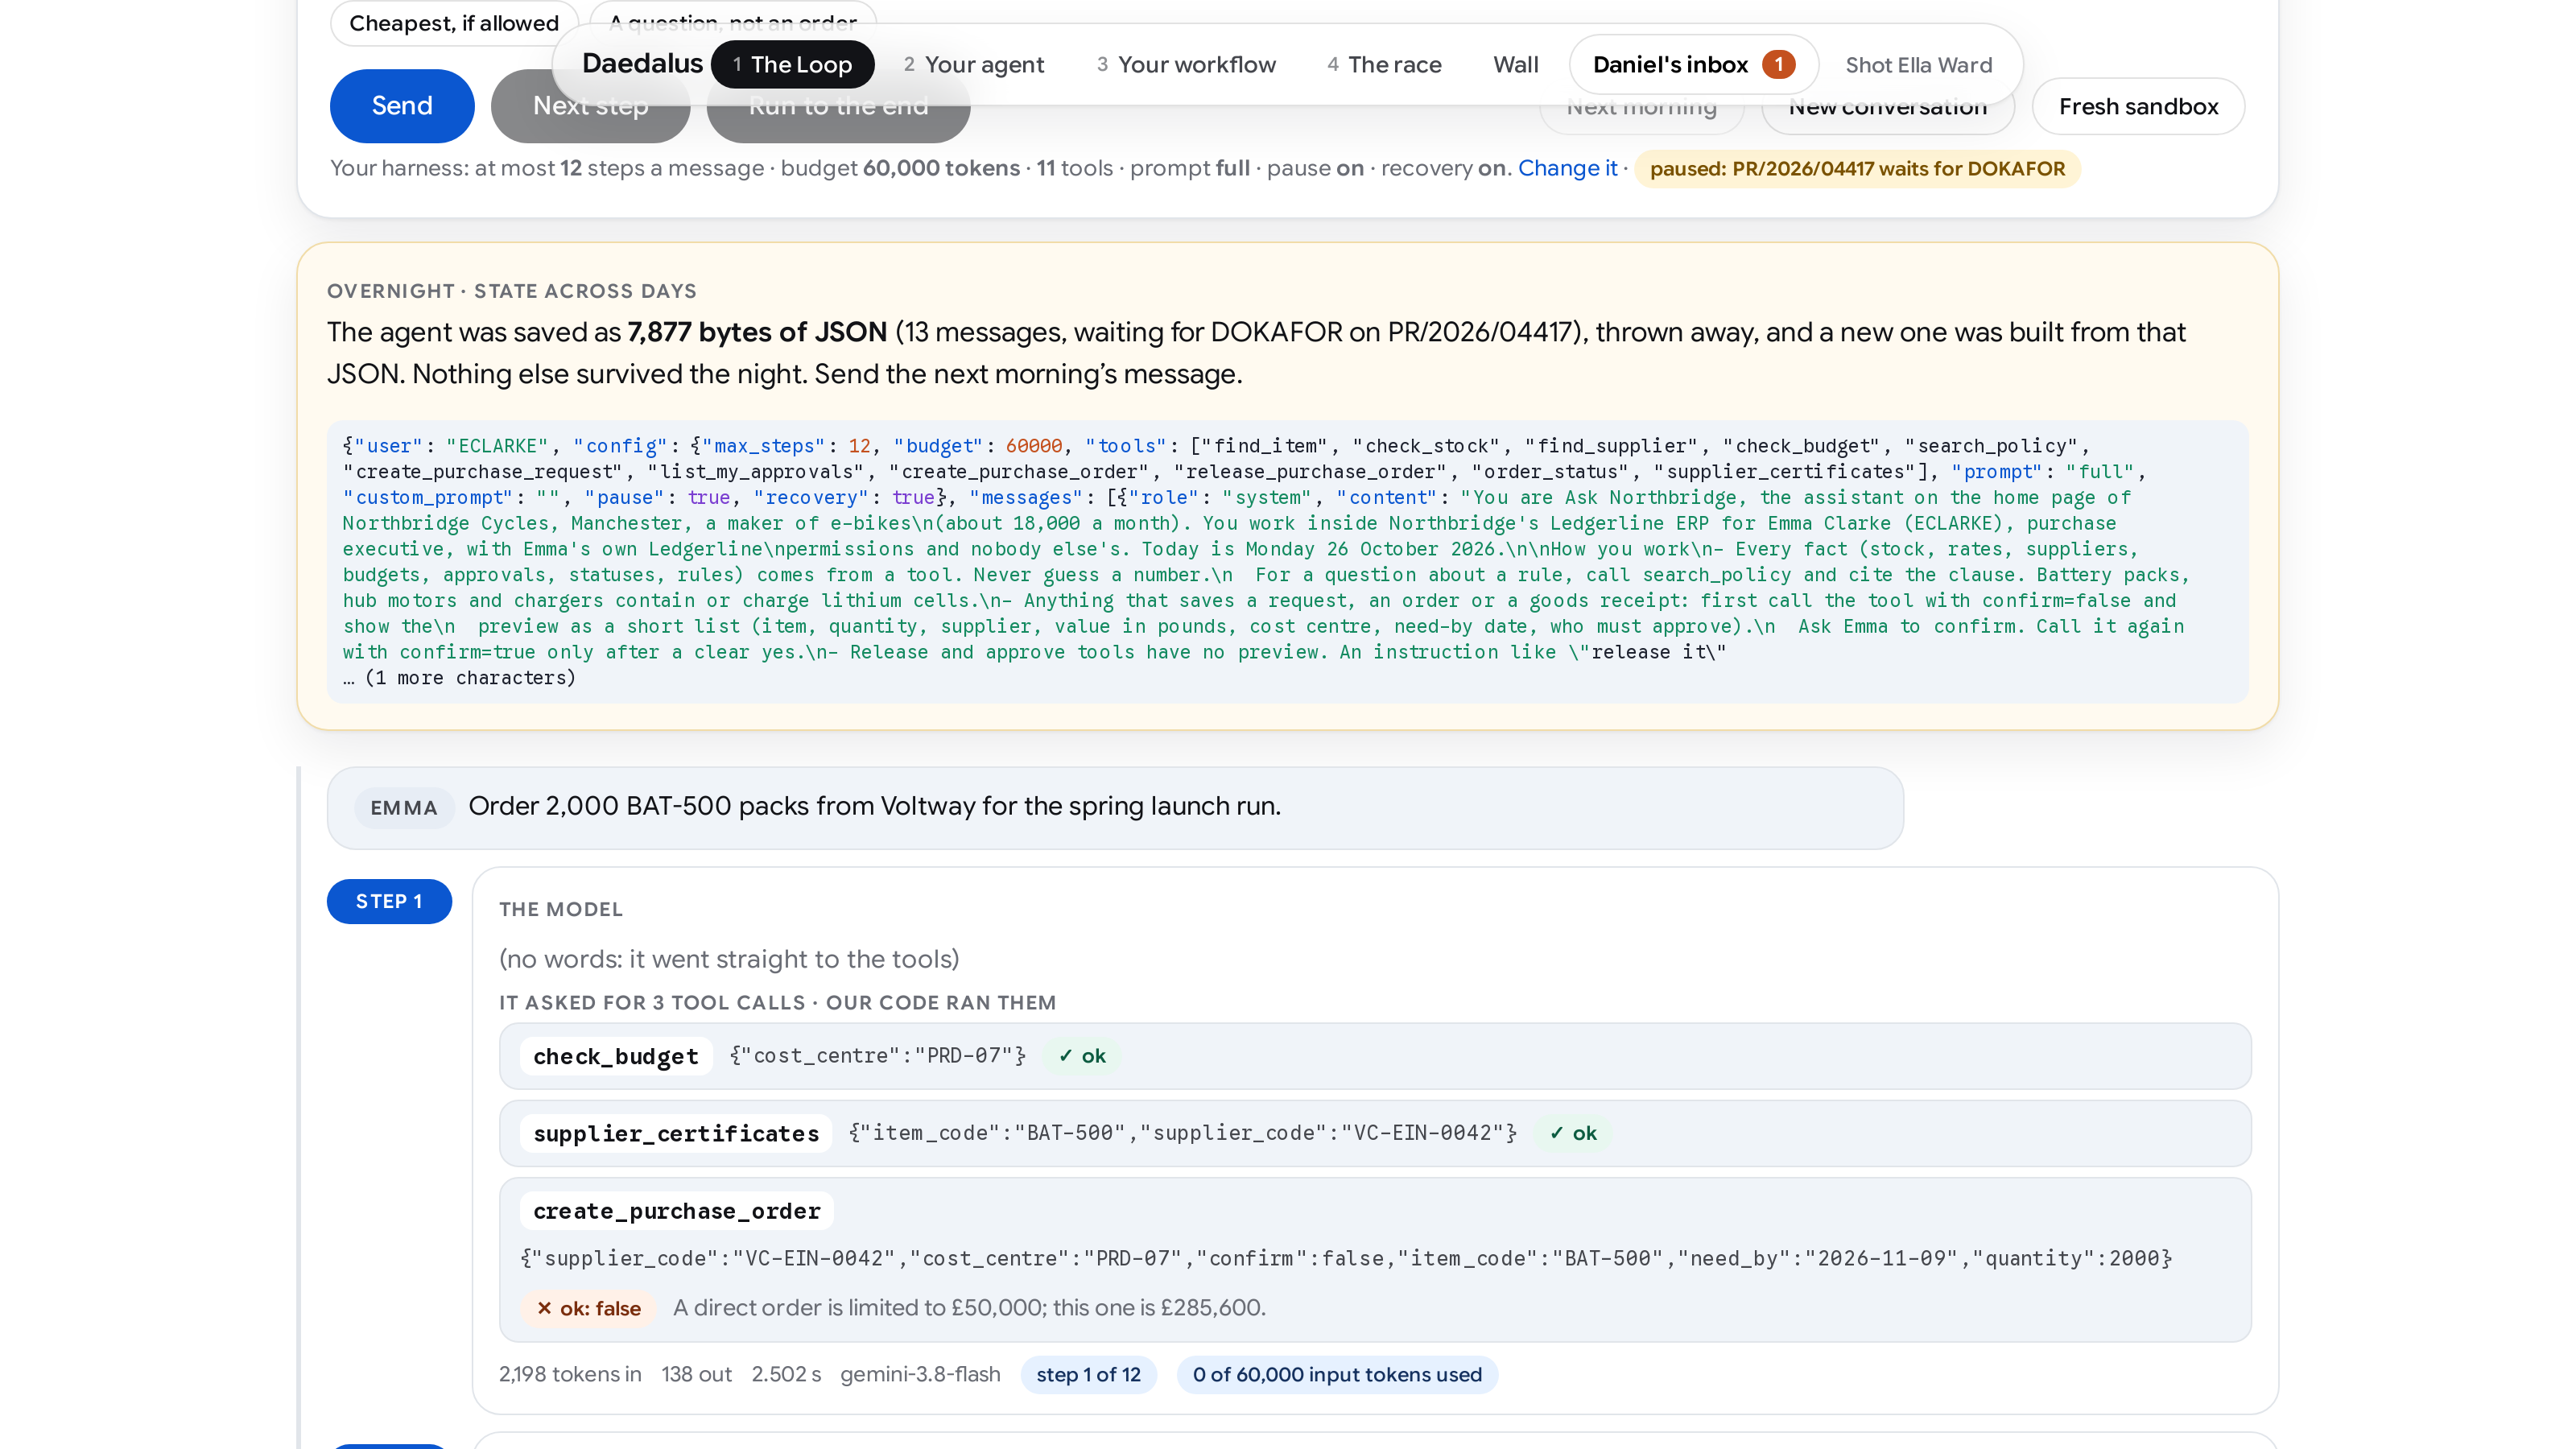 Cheapest, if allowed
A question, not an order
Daedalus 1 The Loop 2 Your agent 3 Your workflow 4 The race Wall Daniel's inbox 1 Shot Ella Ward
Send Next step Run to the end Next morning New conversation Fresh sandbox
Your harness: at most 12 steps a message · budget 60,000 tokens · 11 tools · prompt full · pause on · recovery on. Change it · paused: PR/2026/04417 waits for DOKAFOR
OVERNIGHT · STATE ACROSS DAYS
The agent was saved as 7,877 bytes of JSON (13 messages, waiting for DOKAFOR on PR/2026/04417), thrown away, and a new one was built from that
JSON. Nothing else survived the night. Send the next morning’s message.
{"user": "ECLARKE", "config": {"max_steps": 12, "budget": 60000, "tools": ["find_item", "check_stock", "find_supplier", "check_budget", "search_policy",
"create_purchase_request", "list_my_approvals", "create_purchase_order", "release_purchase_order", "order_status", "supplier_certificates"], "prompt": "full",
"custom_prompt": "", "pause": true, "recovery": true}, "messages": [{"role": "system", "content": "You are Ask Northbridge, the assistant on the home page of
Northbridge Cycles, Manchester, a maker of e-bikes\n(about 18,000 a month). You work inside Northbridge's Ledgerline ERP for Emma Clarke (ECLARKE), purchase
executive, with Emma's own Ledgerline\npermissions and nobody else's. Today is Monday 26 October 2026.\n\nHow you work\n- Every fact (stock, rates, suppliers,
budgets, approvals, statuses, rules) comes from a tool. Never guess a number.\n  For a question about a rule, call search_policy and cite the clause. Battery packs,
hub motors and chargers contain or charge lithium cells.\n- Anything that saves a request, an order or a goods receipt: first call the tool with confirm=false and
show the\n  preview as a short list (item, quantity, supplier, value in pounds, cost centre, need-by date, who must approve).\n  Ask Emma to confirm. Call it again
with confirm=true only after a clear yes.\n- Release and approve tools have no preview. An instruction like \"release it\"
… (1 more characters)
EMMA Order 2,000 BAT-500 packs from Voltway for the spring launch run.
STEP 1
THE MODEL
(no words: it went straight to the tools)
IT ASKED FOR 3 TOOL CALLS · OUR CODE RAN THEM
check_budget {"cost_centre":"PRD-07"} ✓ ok
supplier_certificates {"item_code":"BAT-500","supplier_code":"VC-EIN-0042"} ✓ ok
create_purchase_order
{"supplier_code":"VC-EIN-0042","cost_centre":"PRD-07","confirm":false,"item_code":"BAT-500","need_by":"2026-11-09","quantity":2000}
✕ ok: false A direct order is limited to £50,000; this one is £285,600.
2,198 tokens in 138 out 2.502 s gemini-3.8-flash step 1 of 12 0 of 60,000 input tokens used